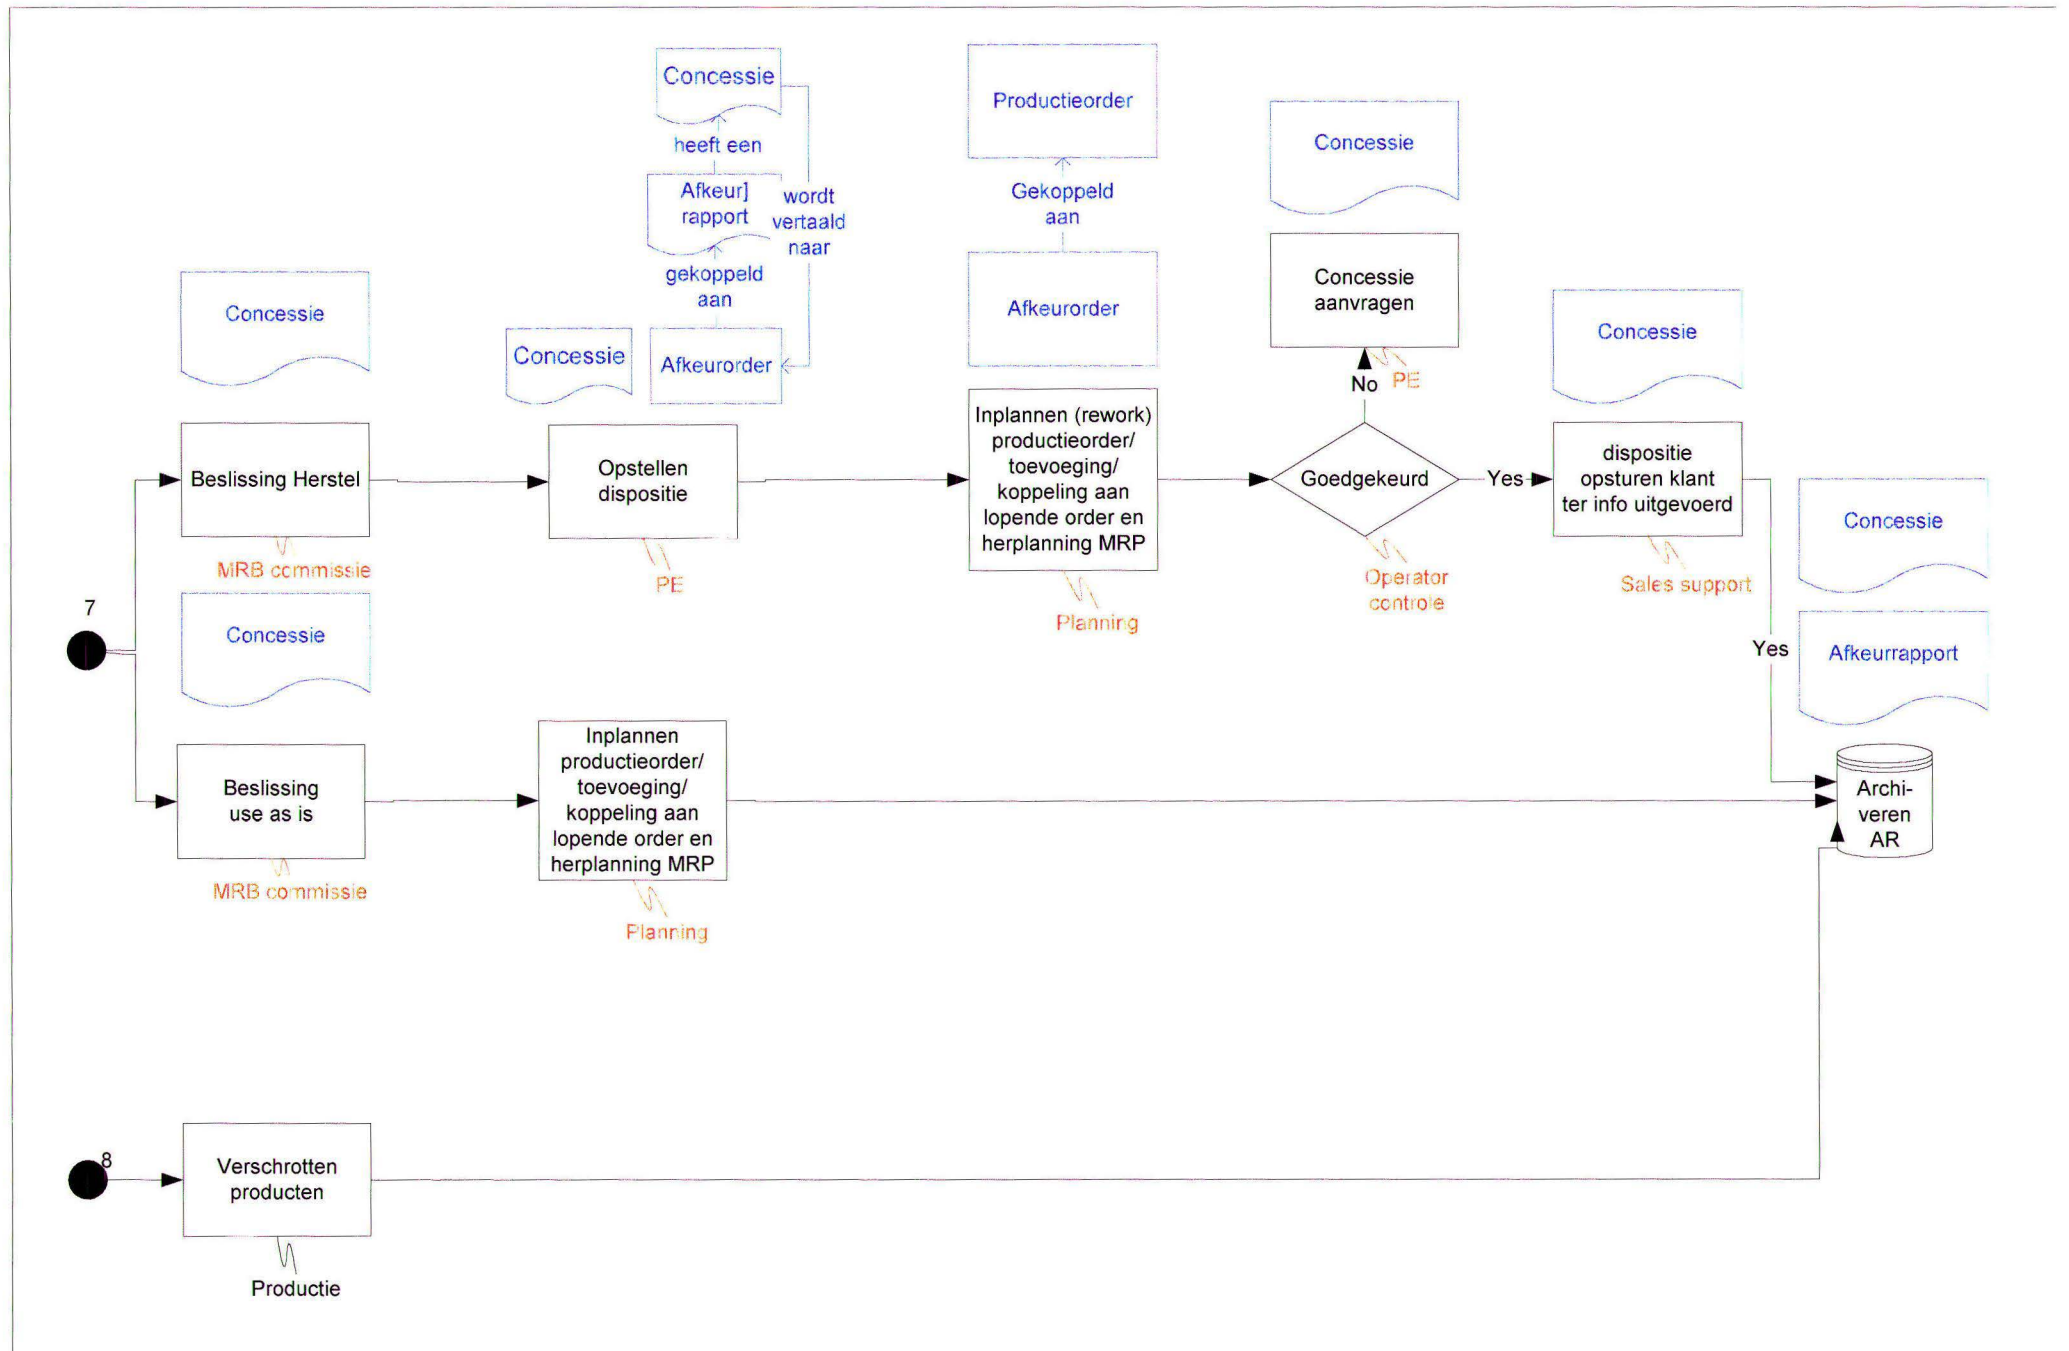 Concessie
heeft een
Afkeur]
rapport
wordt
vertaald
naar
gekoppeld
aan
Concessie
Afkeurorder
Productieorder
Gekoppeld
aan
Afkeurorder
Concessie
Concessie
aanvragen
PE
No
Concessie
Concessie
Beslissing Herstel
MRB commissie
Opstellen
dispositie
PE
Inplannen (rework)
productieorder/
toevoeging/
koppeling aan
lopende order en
herplanning MRP
Planning
Goedgekeurd
Operator
controle
Yes
dispositie
opsturen klant
ter info uitgevoerd
Sales support
Concessie
Yes
Afkeurrapport
7
Concessie
Beslissing
use as is
MRB commissie
Inplannen
productieorder/
toevoeging/
koppeling aan
lopende order en
herplanning MRP
Planning
Archi-
veren
AR
8
Verschrotten
producten
Productie